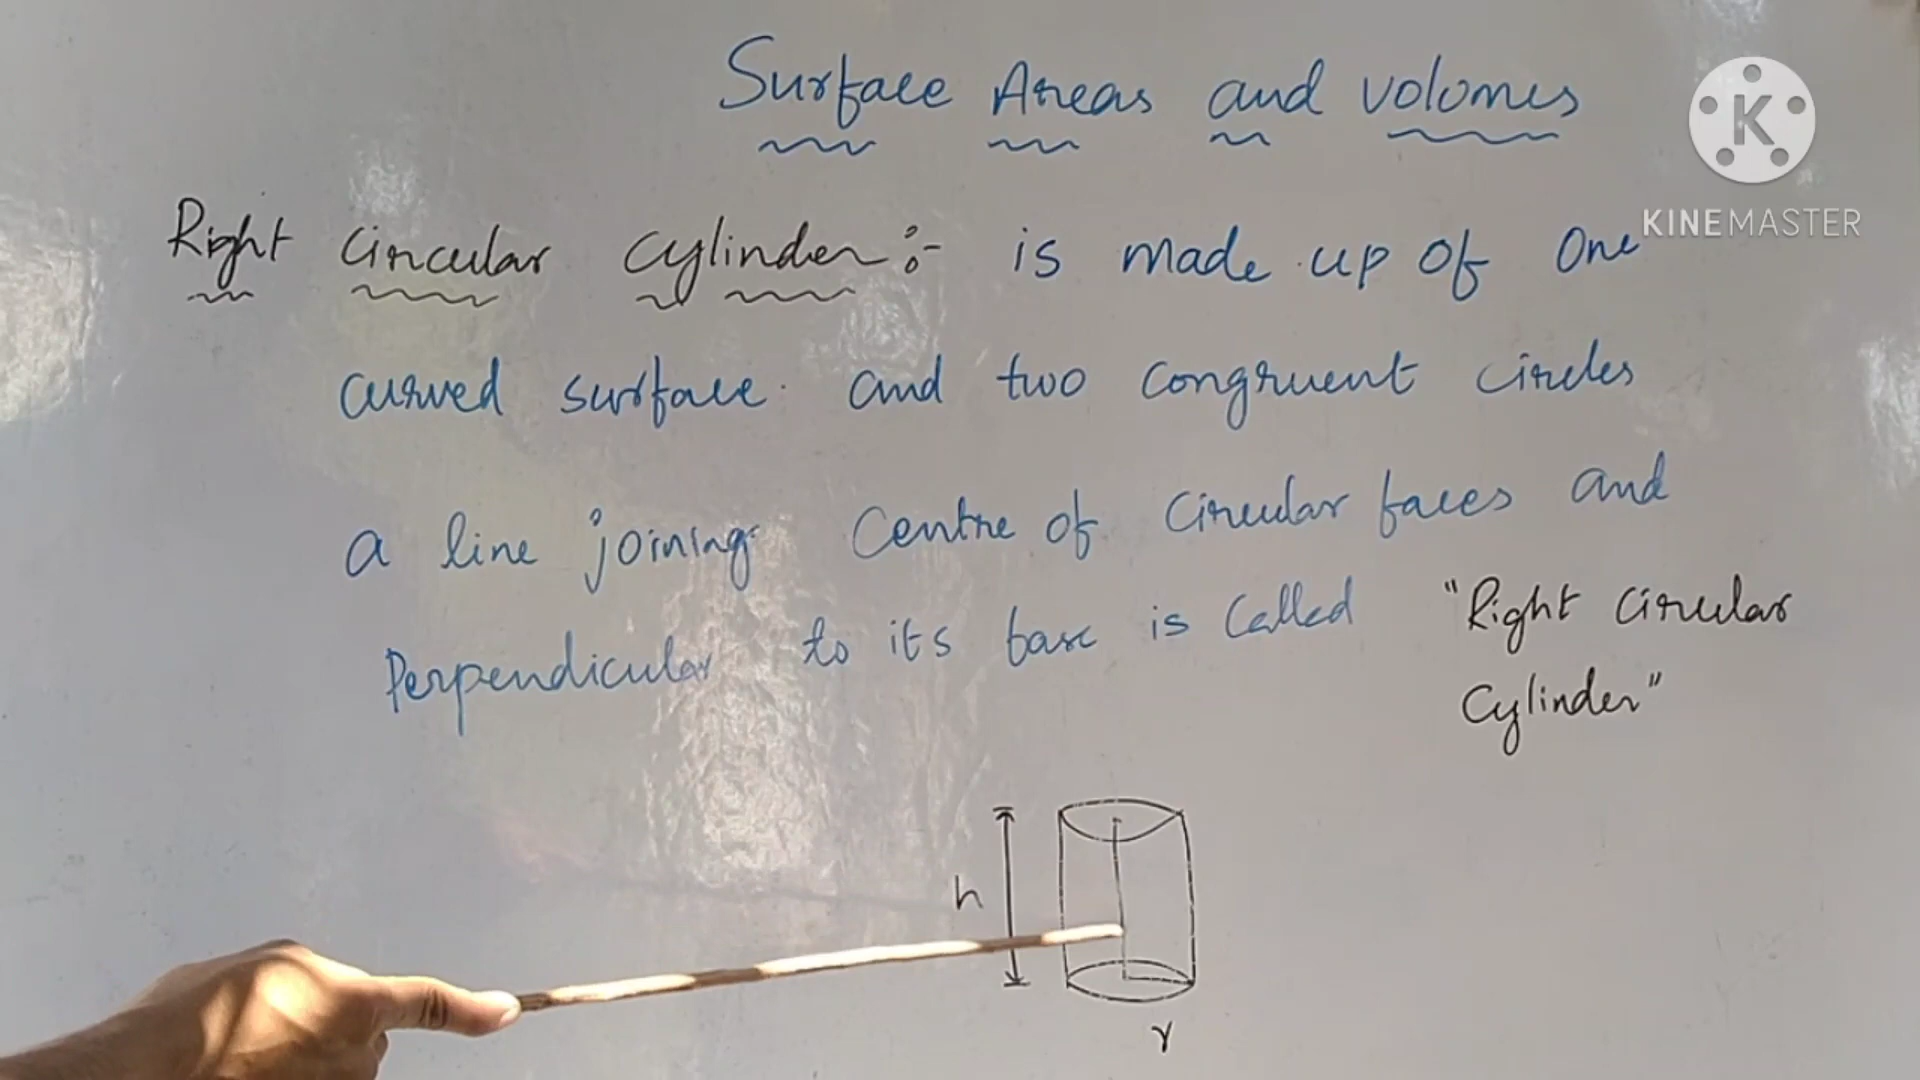 Surface Areas and volomes
KINEMASTER
Right circular cylinder :- is made up of one
curved surface and two congruent circles
a line joining centre of circular faces and
Perpendicular to its base is called "Right circular
Cylinder"
h
r